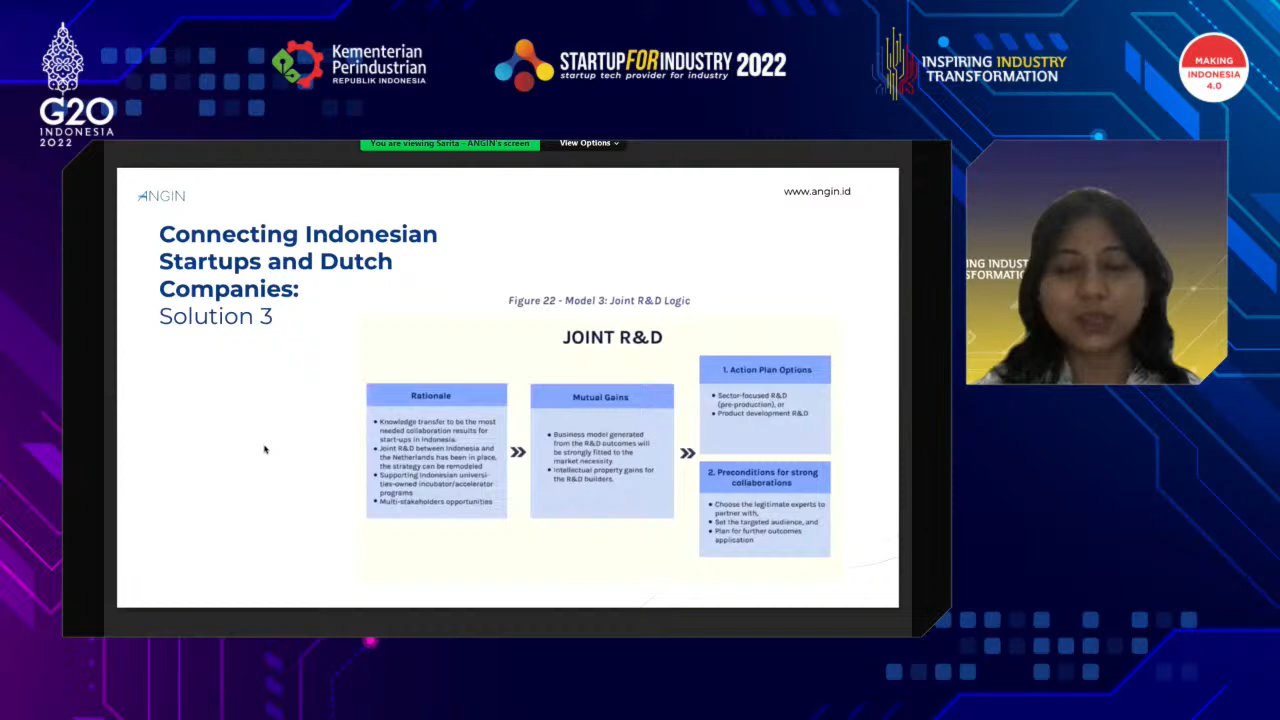 G20
INDONESIA
2022
Kementerian
Perindustrian
REPUBLIK INDONESIA
STARTUPFORINDUSTRY 2022
startup tech provider for industry
INSPIRING INDUSTRY
TRANSFORMATION
MAKING
INDONESIA
4.0
You are viewing Sarita - ANGIN's screen
View Options
ANGIN
www.angin.id
Connecting Indonesian
Startups and Dutch
Companies:
Solution 3
Figure 22 - Model 3: Joint R&D Logic
JOINT R&D
Rationale
• Knowledge transfer to be the most
needed collaboration results for
start-ups in Indonesia.
• Joint R&D between Indonesia and
the Netherlands has been in place,
the strategy can be remodeled
• Supporting Indonesian universi-
ties-owned incubator/accelerator
programs
• Multi-stakeholders opportunities
Mutual Gains
• Business model generated
from the R&D outcomes will
be strongly fitted to the
market necessity.
• Intellectual property gains for
the R&D builders.
1. Action Plan Options
• Sector-focused R&D
(pre-production), or
• Product development R&D
2. Preconditions for strong
collaborations
• Choose the legitimate experts to
partner with,
• Set the targeted audience, and
• Plan for further outcomes
application
ING INDUST
SFORMATIO